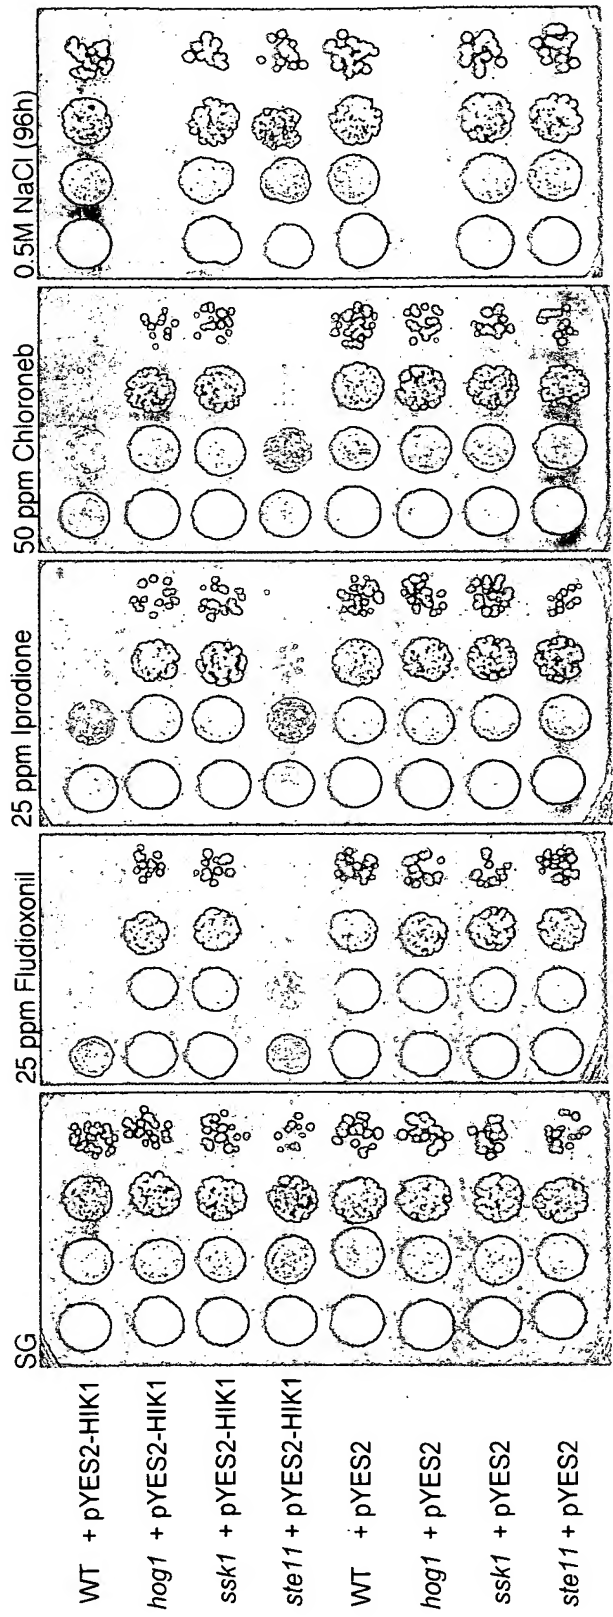 SG
25 ppm Fludioxonil
25 ppm Iprodione
50 ppm Chloroneb
0.5M NaCl (96h)
WT + pYES2-HIK1
hog1 + pYES2-HIK1
ssk1 + pYES2-HIK1
ste11 + pYES2-HIK1
WT + pYES2
hog1 + pYES2
ssk1 + pYES2
ste11 + pYES2